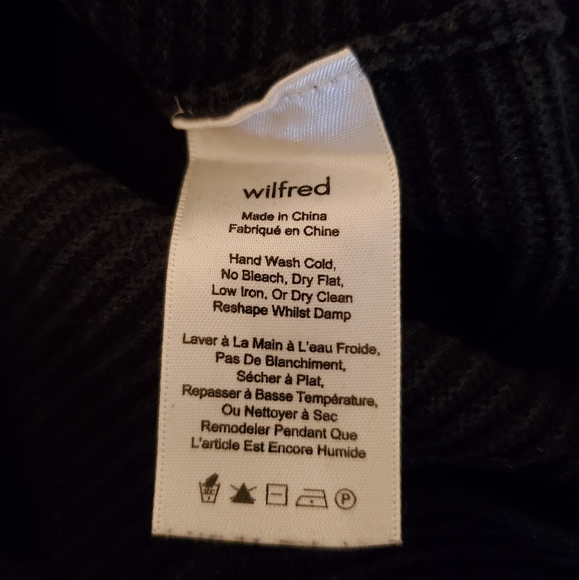 wilfred
Made in China
Fabriqué en Chine
Hand Wash Cold,
No Bleach, Dry Flat,
Low Iron, Or Dry Clean
Reshape Whilst Damp
Laver à La Main à L'eau Froide,
Pas De Blanchiment,
Sécher à Plat,
Repasser à Basse Température,
Ou Nettoyer à Sec
Remodeler Pendant Que
L'article Est Encore Humide
P